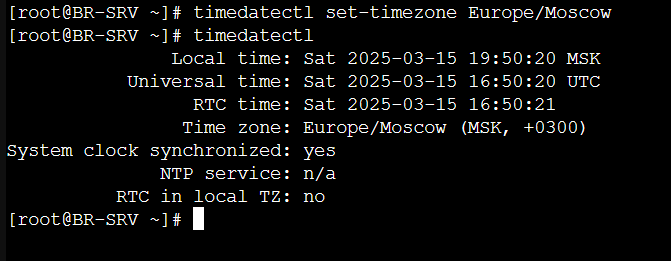 [root@BR-SRV ~]# timedatectl set-timezone Europe/Moscow
[root@BR-SRV ~]# timedatectl
Local time: Sat 2025-03-15 19:50:20 MSK
Universal time: Sat 2025-03-15 16:50:20 UTC
RTC time: Sat 2025-03-15 16:50:21
Time zone: Europe/Moscow (MSK, +0300)
System clock synchronized: yes
NTP service: n/a
RTC in local TZ: no
[root@BR-SRV ~]#